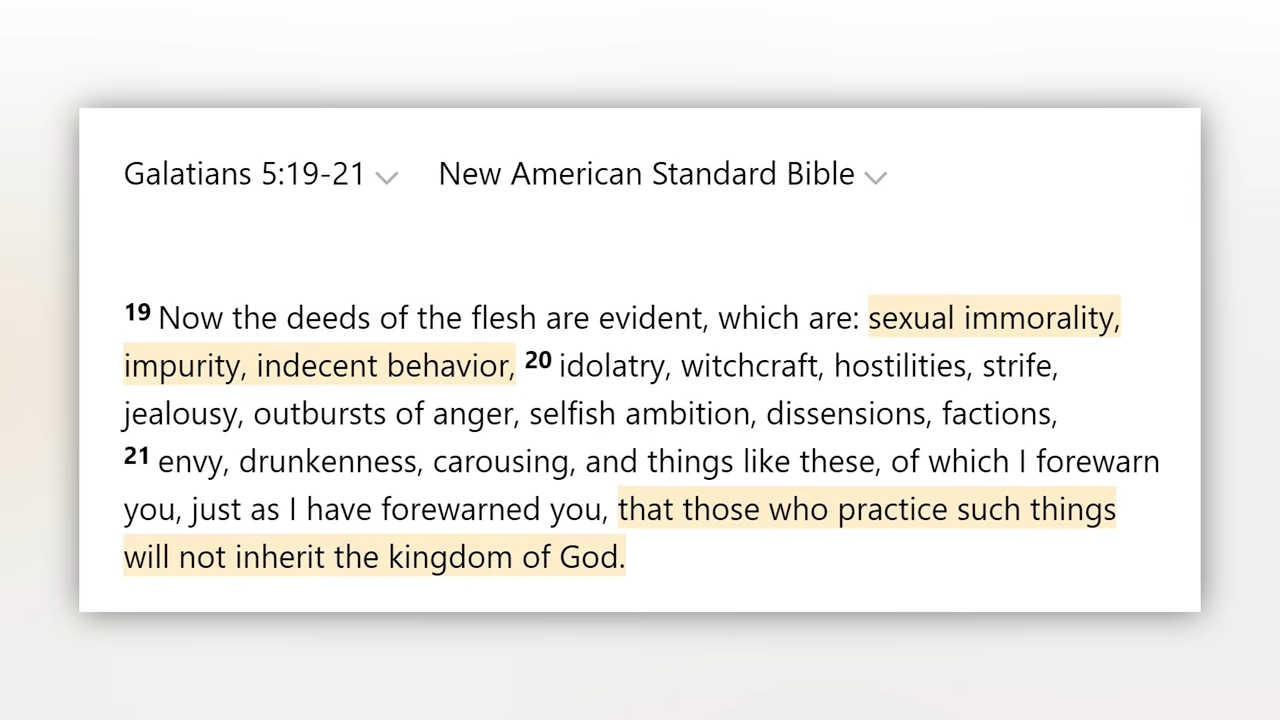 Galatians 5:19-21 New American Standard Bible
19 Now the deeds of the flesh are evident, which are: sexual immorality,
impurity, indecent behavior, 20 idolatry, witchcraft, hostilities, strife,
jealousy, outbursts of anger, selfish ambition, dissensions, factions,
21 envy, drunkenness, carousing, and things like these, of which I forewarn
you, just as I have forewarned you, that those who practice such things
will not inherit the kingdom of God.